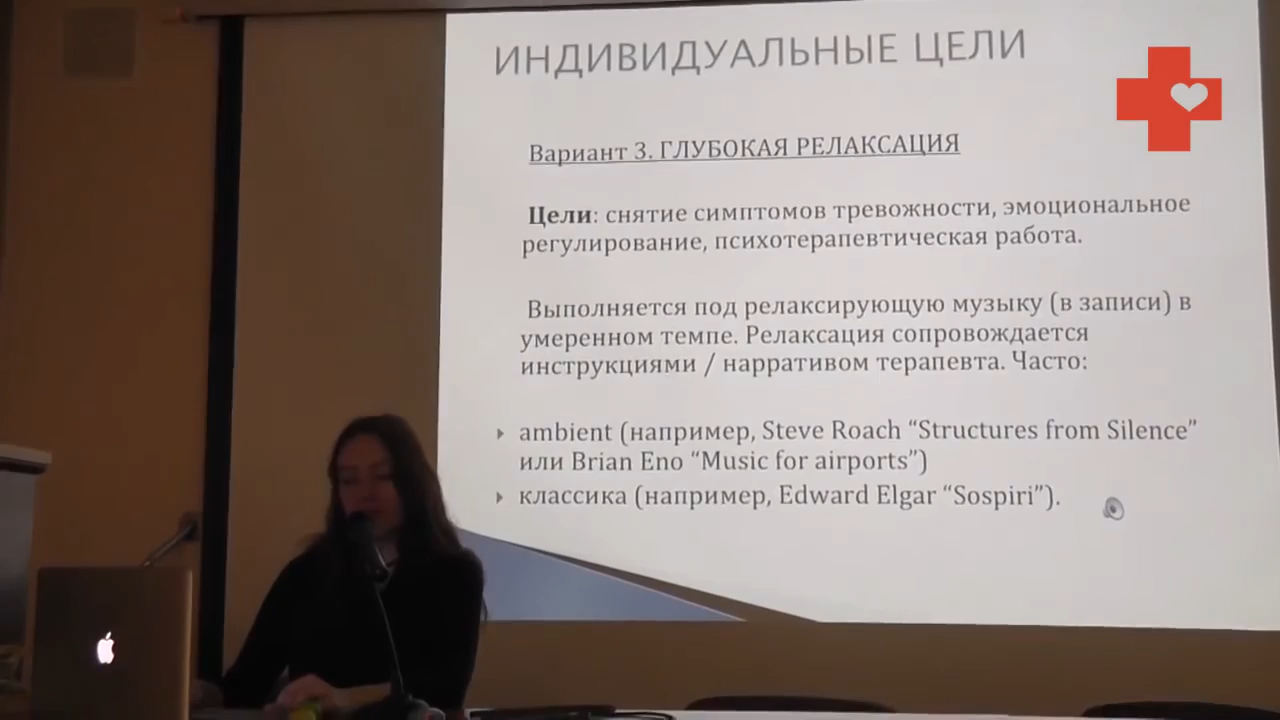 ИНДИВИДУАЛЬНЫЕ ЦЕЛИ
Вариант 3. ГЛУБОКАЯ РЕЛАКСАЦИЯ
Цели: снятие симптомов тревожности, эмоциональное
регулирование, психотерапевтическая работа.
Выполняется под релаксирующую музыку (в записи) в
умеренном темпе. Релаксация сопровождается
инструкциями / нарративом терапевта. Часто:
ambient (например, Steve Roach “Structures from Silence”
или Brian Eno “Music for airports”)
классика (например, Edward Elgar “Sospiri”).